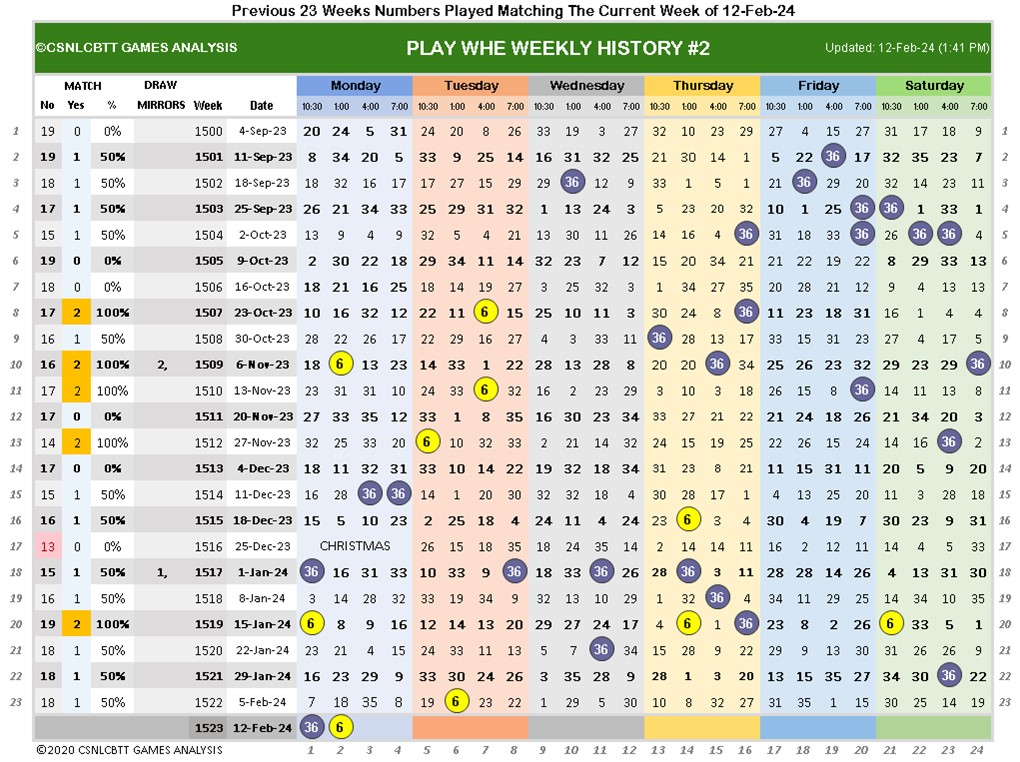 Previous 23 Weeks Numbers Played Matching The Current Week of 12-Feb-24
©CSNLCBTT GAMES ANALYSIS PLAY WHE WEEKLY HISTORY #2 Updated: 12-Feb-24 (1:41 PM)
MATCH DRAW Monday Tuesday Wednesday Thursday Friday Saturday
No Yes % MIRRORS Week Date 10:30 1:00 4:00 7:00 10:30 1:00 4:00 7:00 10:30 1:00 4:00 7:00 10:30 1:00 4:00 7:00 10:30 1:00 4:00 7:00 10:30 1:00 4:00 7:00
1 19 0 0% 1500 4-Sep-23 20 24 5 31 24 20 8 26 33 19 3 27 32 10 23 29 27 4 15 27 31 17 18 9 1
2 19 1 50% 1501 11-Sep-23 8 34 20 5 33 9 25 14 16 31 32 25 21 30 14 1 5 22 36 17 32 35 23 7 2
3 18 1 50% 1502 18-Sep-23 18 32 16 17 17 27 15 29 29 36 12 9 33 1 5 1 21 36 29 20 32 14 23 11 3
4 17 1 50% 1503 25-Sep-23 26 21 34 33 25 29 31 32 1 13 24 3 5 23 20 32 10 1 25 36 36 1 33 1 4
5 15 1 50% 1504 2-Oct-23 13 9 4 9 32 5 4 21 13 30 11 26 14 16 4 36 31 18 33 36 26 36 36 4 5
6 19 0 0% 1505 9-Oct-23 2 30 22 18 29 34 11 14 32 23 7 12 15 20 34 21 21 22 19 22 8 29 33 13 6
7 18 0 0% 1506 16-Oct-23 18 21 16 25 18 14 19 27 3 25 32 3 1 34 27 35 20 28 21 12 9 4 13 13 7
8 17 2 100% 1507 23-Oct-23 10 16 32 12 22 11 6 15 25 10 11 3 30 24 8 36 11 23 18 31 16 1 4 4 8
9 16 1 50% 1508 30-Oct-23 28 22 26 17 22 29 16 27 4 3 33 11 36 28 13 17 33 15 31 23 27 4 17 5 9
10 16 2 100% 2, 1509 6-Nov-23 18 6 13 23 14 33 1 22 28 13 8 28 20 20 36 34 25 26 23 32 29 23 29 36 10
11 17 2 100% 1510 13-Nov-23 23 31 31 10 24 33 6 32 16 2 23 29 3 10 3 18 26 15 8 36 14 11 13 8 11
12 17 0 0% 1511 20-Nov-23 27 33 35 12 33 1 8 35 16 30 23 34 33 27 21 22 21 24 18 26 21 34 20 3 12
13 14 2 100% 1512 27-Nov-23 32 25 33 20 6 10 32 33 2 21 14 32 24 15 19 25 22 26 15 24 14 16 36 2 13
14 17 0 0% 1513 4-Dec-23 18 11 32 31 33 10 14 22 19 32 18 34 31 23 8 21 11 15 31 11 20 5 9 20 14
15 15 1 50% 1514 11-Dec-23 16 28 36 36 14 1 20 30 32 32 18 4 30 28 17 1 4 13 25 20 11 3 28 18 15
16 16 1 50% 1515 18-Dec-23 15 5 10 23 2 25 18 4 24 11 4 24 23 6 3 4 30 4 19 7 30 23 9 31 16
17 13 0 0% 1516 25-Dec-23 CHRISTMAS 26 15 18 35 18 24 35 14 2 14 14 11 16 2 12 11 14 4 5 33 17
18 15 1 50% 1, 1517 1-Jan-24 36 16 31 33 10 33 9 36 18 33 36 26 28 36 3 11 28 28 14 26 4 13 31 30 18
19 16 1 50% 1518 8-Jan-24 3 14 28 32 33 19 34 9 32 13 10 29 1 32 36 4 34 11 29 25 14 34 10 35 19
20 19 2 100% 1519 15-Jan-24 6 8 9 16 12 14 13 20 29 27 24 17 4 6 1 36 23 8 2 26 6 33 5 1 20
21 18 1 50% 1520 22-Jan-24 23 21 4 15 24 33 11 13 5 7 36 34 15 28 9 22 29 9 13 30 31 26 26 9 21
22 18 1 50% 1521 29-Jan-24 16 23 29 9 33 30 24 26 3 35 28 9 28 1 3 20 13 15 35 27 34 30 36 22 22
23 18 1 50% 1522 5-Feb-24 7 18 35 8 19 6 23 22 1 29 5 30 10 8 32 27 31 35 1 15 30 25 14 19 23
1523 12-Feb-24 36 6
©2020 CSNLCBTT GAMES ANALYSIS 1 2 3 4 5 6 7 8 9 10 11 12 13 14 15 16 17 18 19 20 21 22 23 24